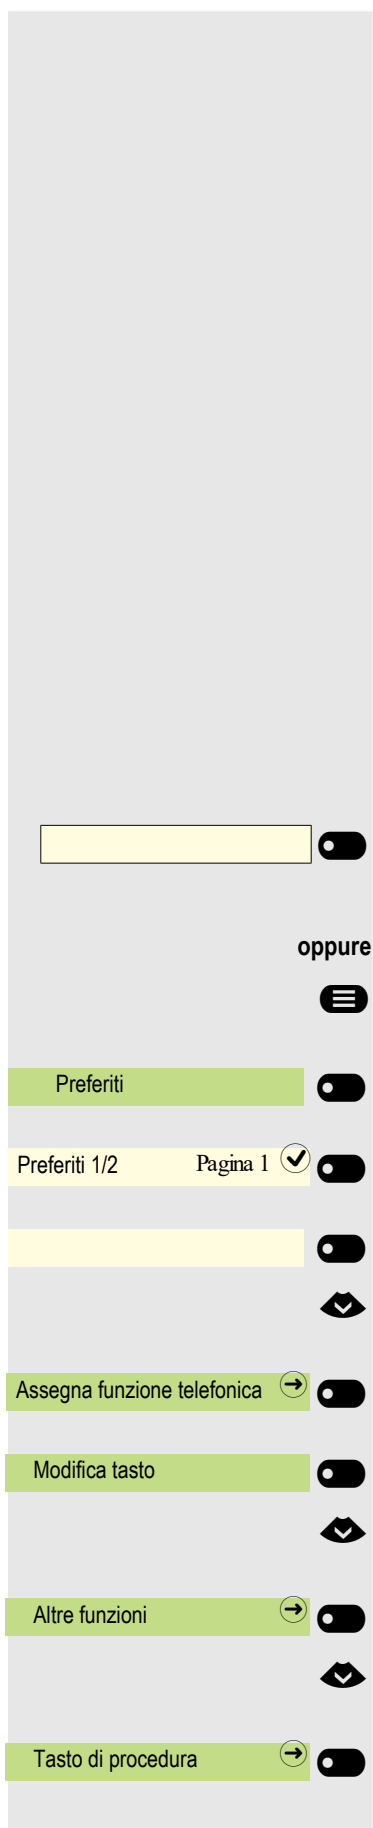 oppure
Preferiti
Preferiti 1/2 Pagina 1
Assegna funzione telefonica
Modifica tasto
Altre funzioni
Tasto di procedura